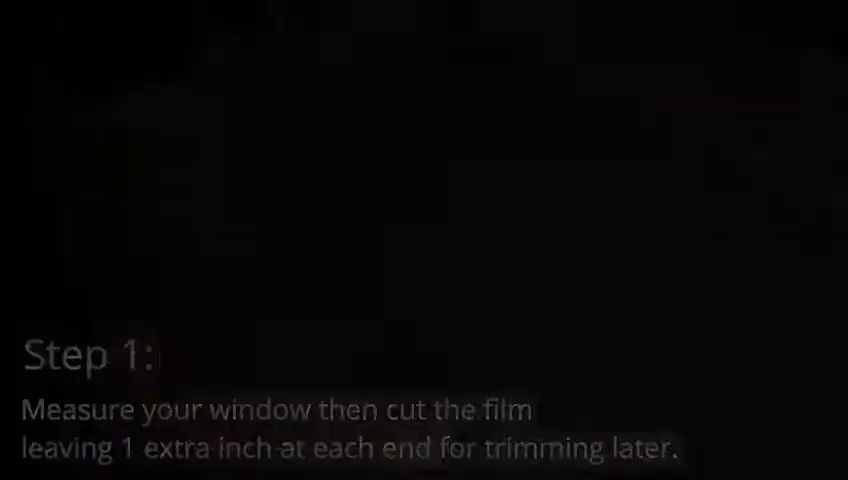 Step 1:
Measure your window then cut the film
leaving 1 extra inch at each end for trimming later.